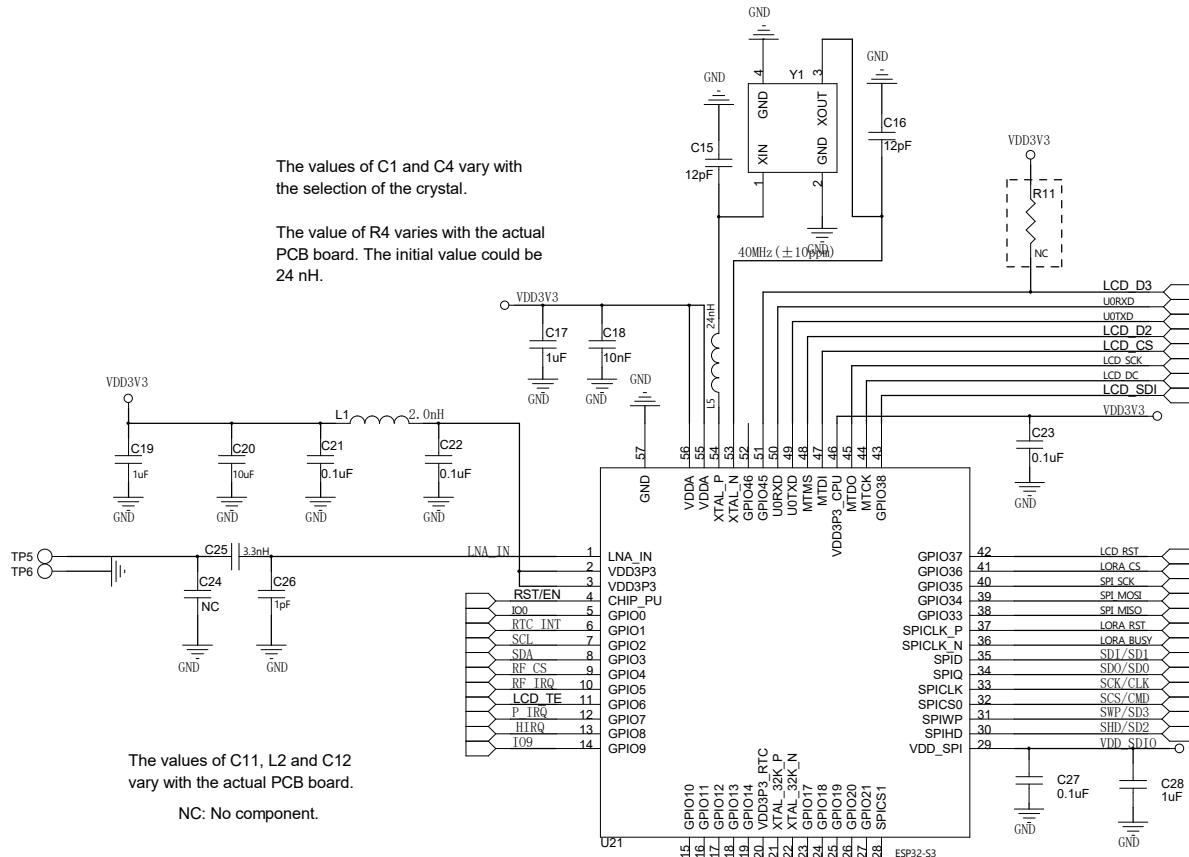 GND
GND
GND
4
3
Y1
GND
XOUT
XIN
GND
1
2
GND
C15
12pF
C16
12pF
40MHz(±10ppm)
The values of C1 and C4 vary with
the selection of the crystal.
The value of R4 varies with the actual
PCB board. The initial value could be
24 nH.
VDD3V3
R11
NC
VDD3V3
C17
1uF
GND
C18
10nF
GND
24nH
L5
GND
LCD_D3
U0RXD
U0TXD
LCD_D2
LCD_CS
LCD SCK
LCD DC
LCD_SDI
VDD3V3
C23
0.1uF
GND
VDD3V3
L1
2.0nH
C19
1uF
GND
C20
10uF
GND
C21
0.1uF
GND
C22
0.1uF
GND
57
56
55
54
53
52
51
50
49
48
47
46
45
44
43
GND
VDDA
VDDA
XTAL_P
XTAL_N
GPIO46
GPIO45
U0RXD
U0TXD
MTMS
MTDI
VDD3P3_CPU
MTDO
MTCK
GPIO38
TP5
TP6
C25
3.3nH
C24
NC
GND
C26
1pF
GND
LNA_IN 1 LNA_IN
2 VDD3P3
3 VDD3P3
RST/EN 4 CHIP_PU
IO0 5 GPIO0
RTC_INT 6 GPIO1
SCL 7 GPIO2
SDA 8 GPIO3
RF_CS 9 GPIO4
RF_IRQ 10 GPIO5
LCD_TE 11 GPIO6
P_IRQ 12 GPIO7
HIRQ 13 GPIO8
IO9 14 GPIO9
GPIO37 42 LCD RST
GPIO36 41 LORA CS
GPIO35 40 SPI SCK
GPIO34 39 SPI MOSI
GPIO33 38 SPI MISO
SPICLK_P 37 LORA RST
SPICLK_N 36 LORA BUSY
SPID 35 SDI/SD1
SPIQ 34 SDO/SD0
SPICLK 33 SCK/CLK
SPICS0 32 SCS/CMD
SPIWP 31 SWP/SD3
SPIHD 30 SHD/SD2
VDD_SPI 29 VDD_SDIO
C27
0.1uF
GND
C28
1uF
GND
The values of C11, L2 and C12
vary with the actual PCB board.
NC: No component.
GPIO10
GPIO11
GPIO12
GPIO13
GPIO14
VDD3P3_RTC
XTAL_32K_P
XTAL_32K_N
GPIO17
GPIO18
GPIO19
GPIO20
GPIO21
SPICS1
U21
15
16
17
18
19
20
21
22
23
24
25
26
27
28
ESP32-S3